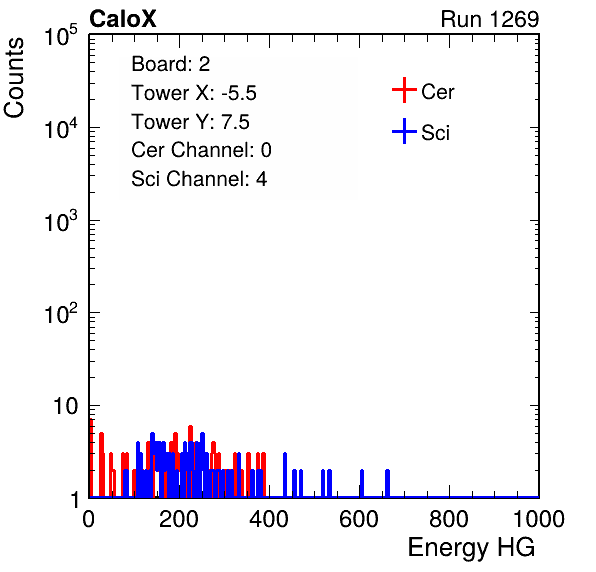 CaloX Run 1269
Counts
10^5
10^4
10^3
10^2
10
1
Board: 2
Tower X: -5.5
Tower Y: 7.5
Cer Channel: 0
Sci Channel: 4
Cer
Sci
0 200 400 600 800 1000
Energy HG